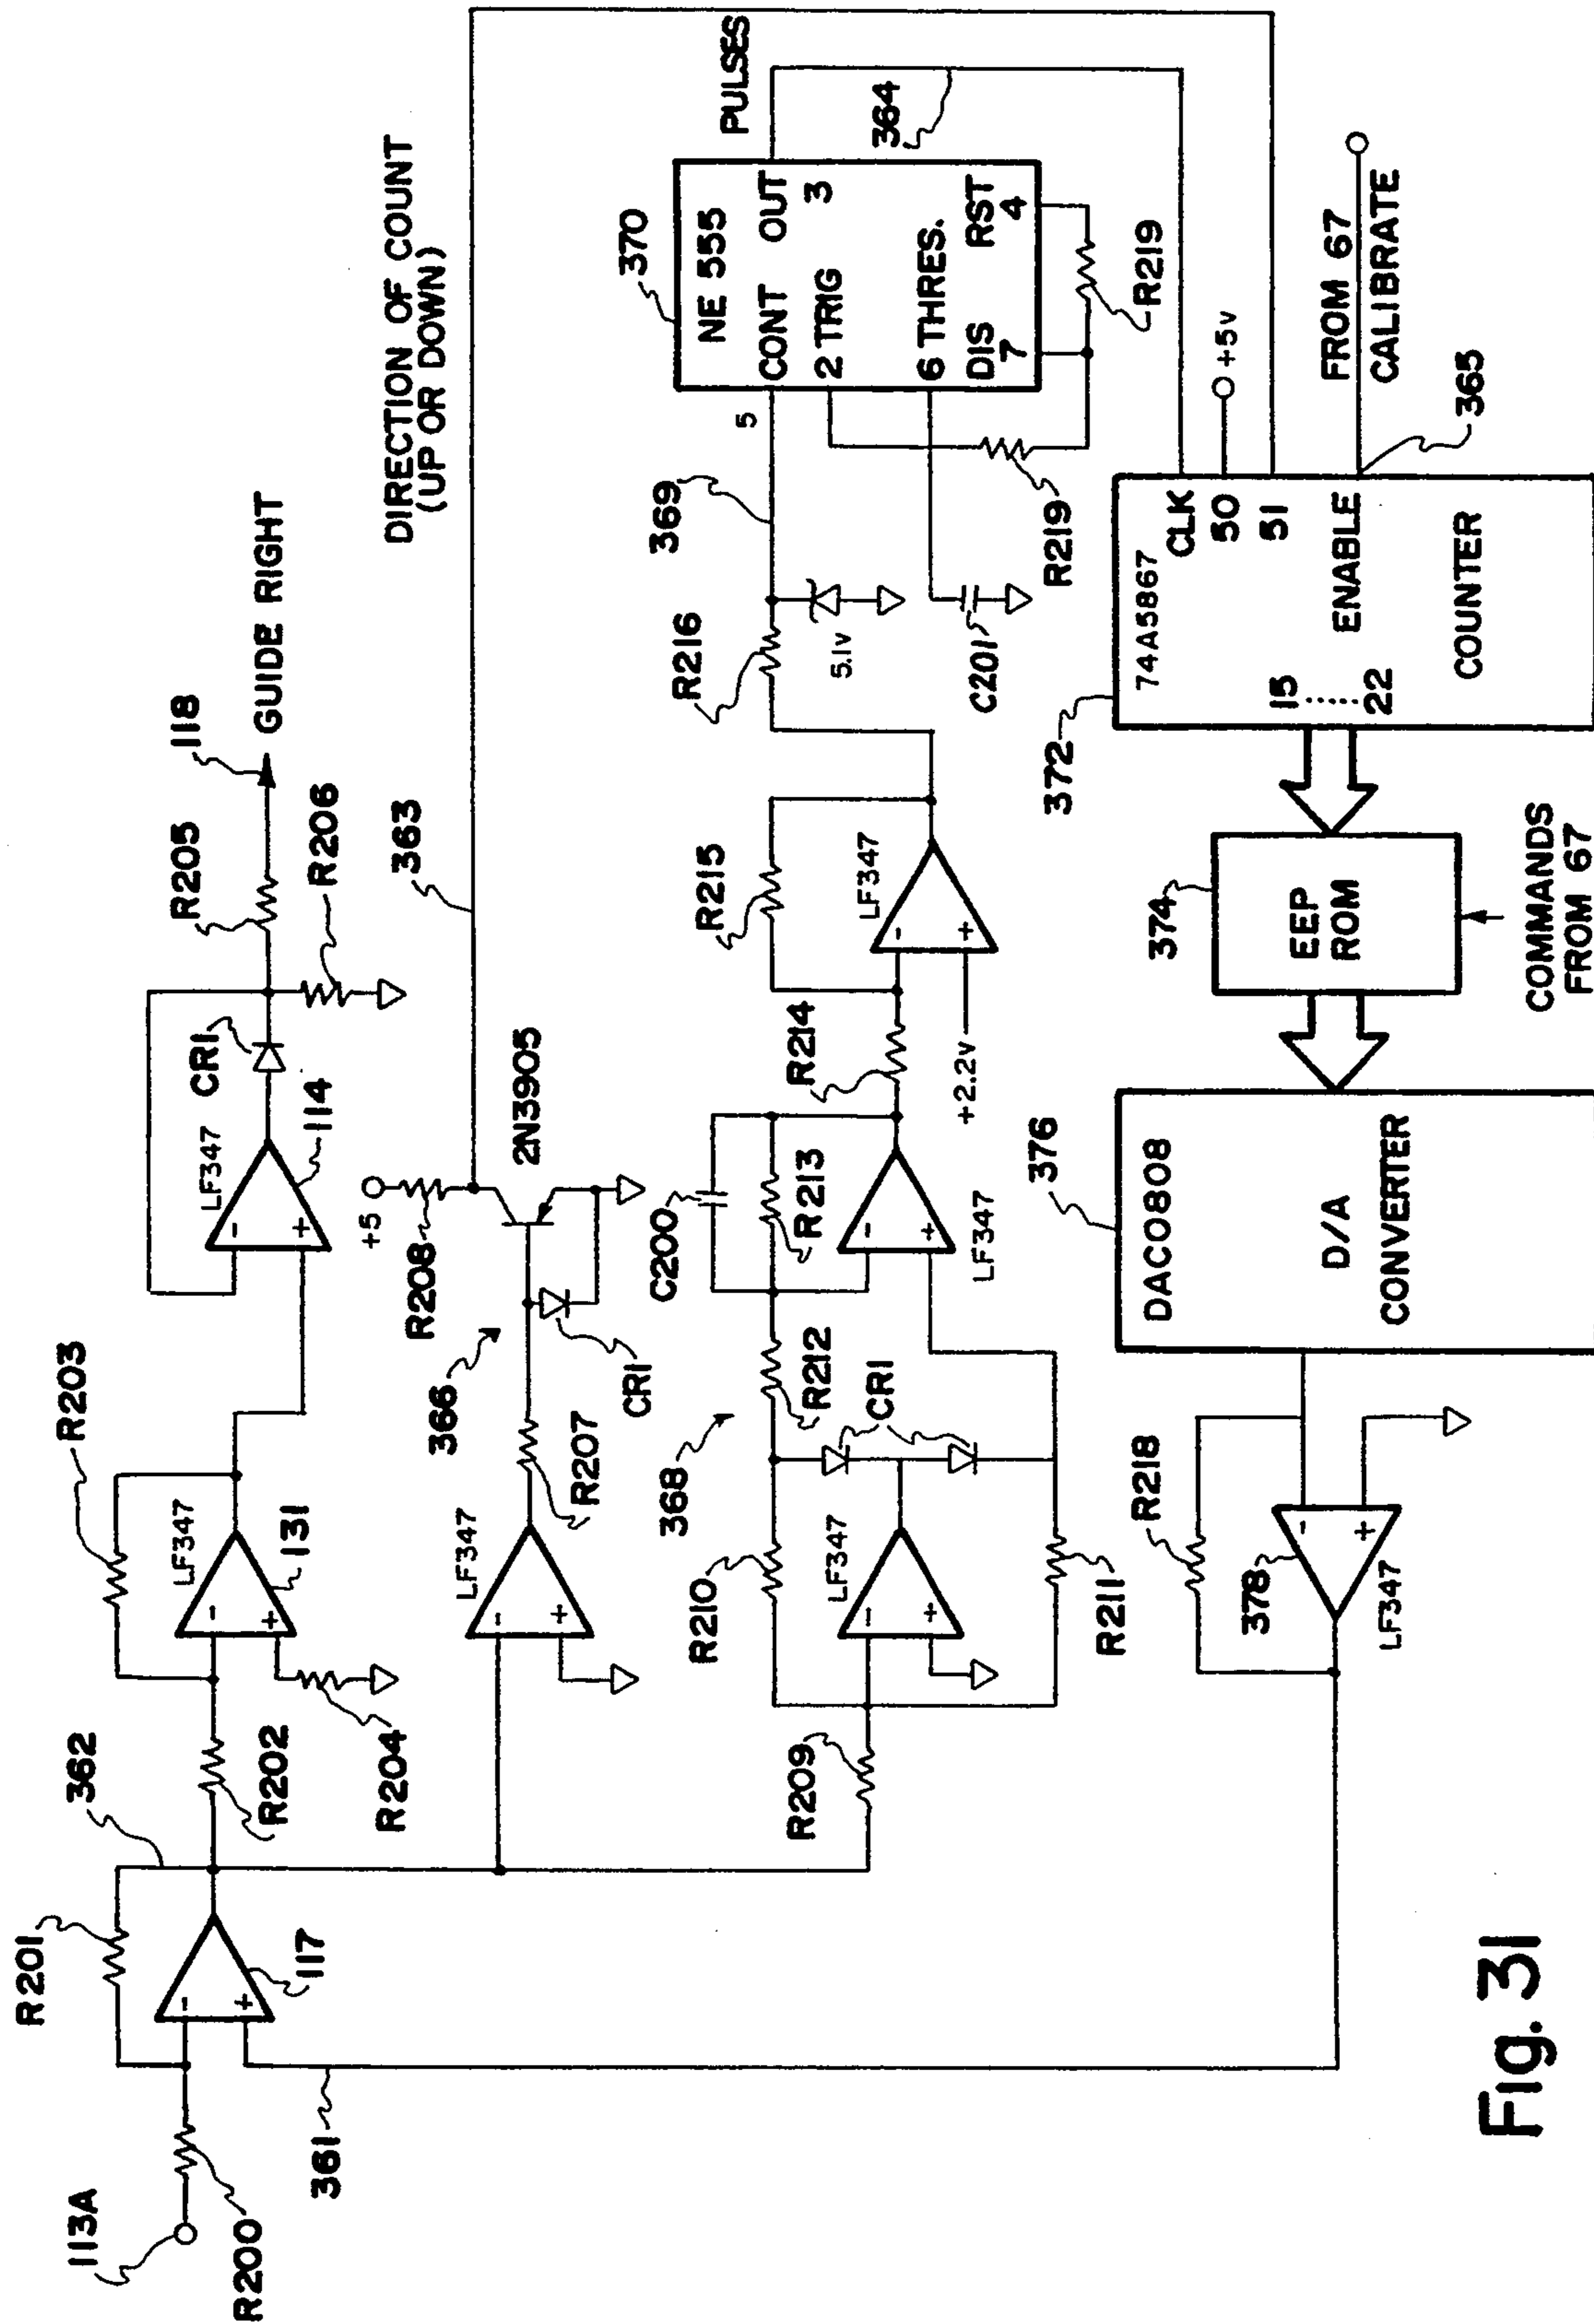 113A
R200
R201
117
361
362
R202
R203
R204
LF347
131
LF347
114
CR1
R205
R206
118
GUIDE RIGHT
DIRECTION OF COUNT
(UP OR DOWN)
363
LF347
R207
366
CR1
+5
R208
2N3905
R209
R210
LF347
R211
368
CR1
R212
C200
R213
LF347
R214
+2.2v
R215
LF347
R216
369
5.1v
C201
5
R219
370
NE 555
CONT OUT
2 TRIG 3
6 THRES.
DIS RST
7 4
R219
PULSES
364
372
74A5867
CLK
50
51
ENABLE
15
22
COUNTER
+5v
FROM 67
CALIBRATE
365
374
EEP
ROM
COMMANDS
FROM 67
376
DAC0808
D/A
CONVERTER
R218
378
LF347
Fig. 31